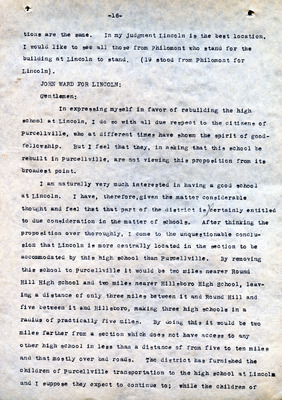 -16-
tions are the same. In my judgment Lincoln is the best location.
I would like to see all those from Philomont who stand for the
building at Lincoln to stand. (19 stood from Philomont for
Lincoln).
JOHN WARD FOR LINCOLN:
Gentlemen:
In expressing myself in favor of rebuilding the high
school at Lincoln, I do so with all due respect to the citizens of
Purcellville, who at different times have shown the spirit of good-
fellowship. But I feel that they, in asking that this school be
rebuilt in Purcellville, are not viewing this proposition from its
broadest point.
I am naturally very much interested in having a good school
at Lincoln. I have, therefore, given the matter considerable
thought and feel that that part of the district is certainly entitled
to due consideration in the matter of schools. After thinking the
proposition over thoroughly, I come to the unquestionable conclu-
sion that Lincoln is more centrally located in the section to be
accommodated by this high school than Purcellville. By removing
this school to Purcellville it would be two miles nearer Round
Hill High School and two miles nearer Hillsboro High School, leav-
ing a distance of only three miles between it and Round Hill and
five between it and Hillsboro, making three high schools in a
radius of practically five miles. By doing this it would be two
miles farther from a section which does not have access to any
other high school in less than a distance of from five to ten miles
and that mostly over bad roads. The district has furnished the
children of Purcellville transportation to the high school at Lincoln
and I suppose they expect to continue to; while the children of